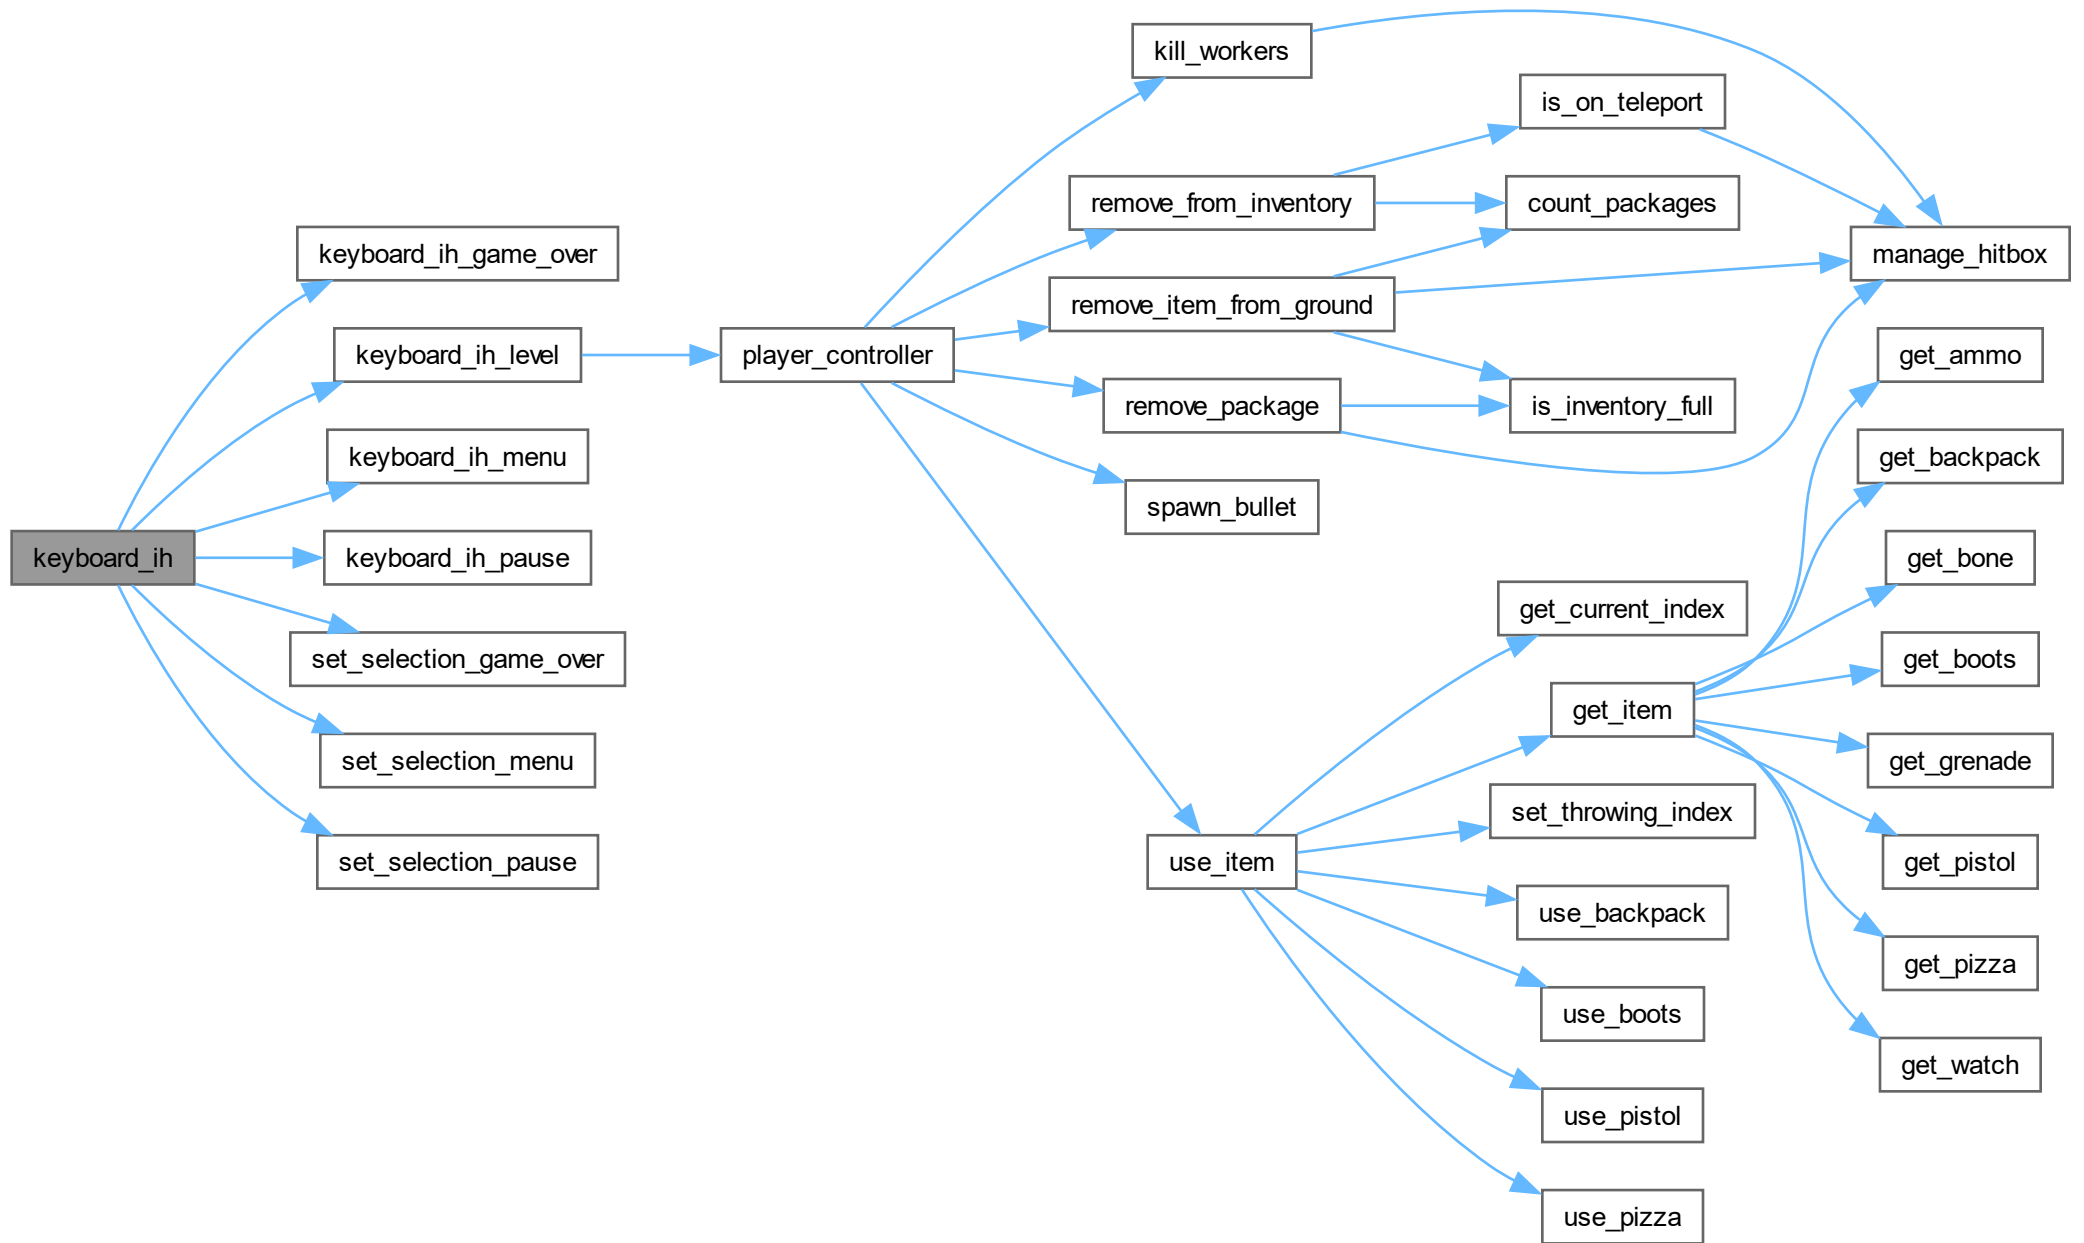 keyboard_ih
keyboard_ih_game_over
keyboard_ih_level
keyboard_ih_menu
keyboard_ih_pause
set_selection_game_over
set_selection_menu
set_selection_pause
player_controller
kill_workers
remove_from_inventory
remove_item_from_ground
remove_package
spawn_bullet
use_item
is_on_teleport
count_packages
is_inventory_full
get_current_index
get_item
set_throwing_index
use_backpack
use_boots
use_pistol
use_pizza
manage_hitbox
get_ammo
get_backpack
get_bone
get_boots
get_grenade
get_pistol
get_pizza
get_watch